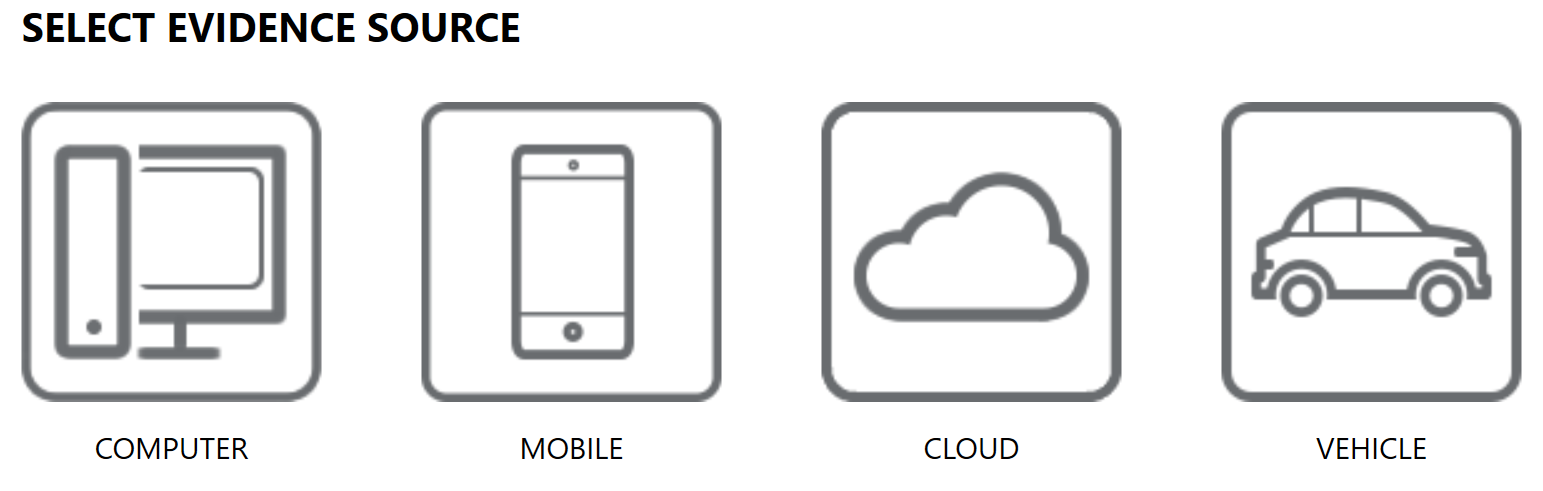 SELECT EVIDENCE SOURCE
COMPUTER
MOBILE
CLOUD
VEHICLE